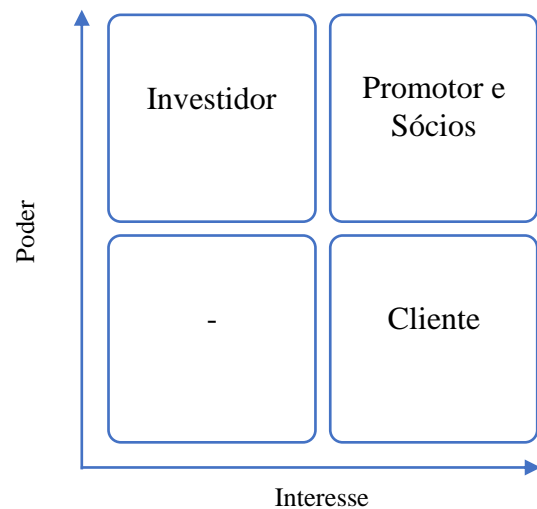 Investidor
Promotor e
Sócios
Poder
-
Cliente
Interesse